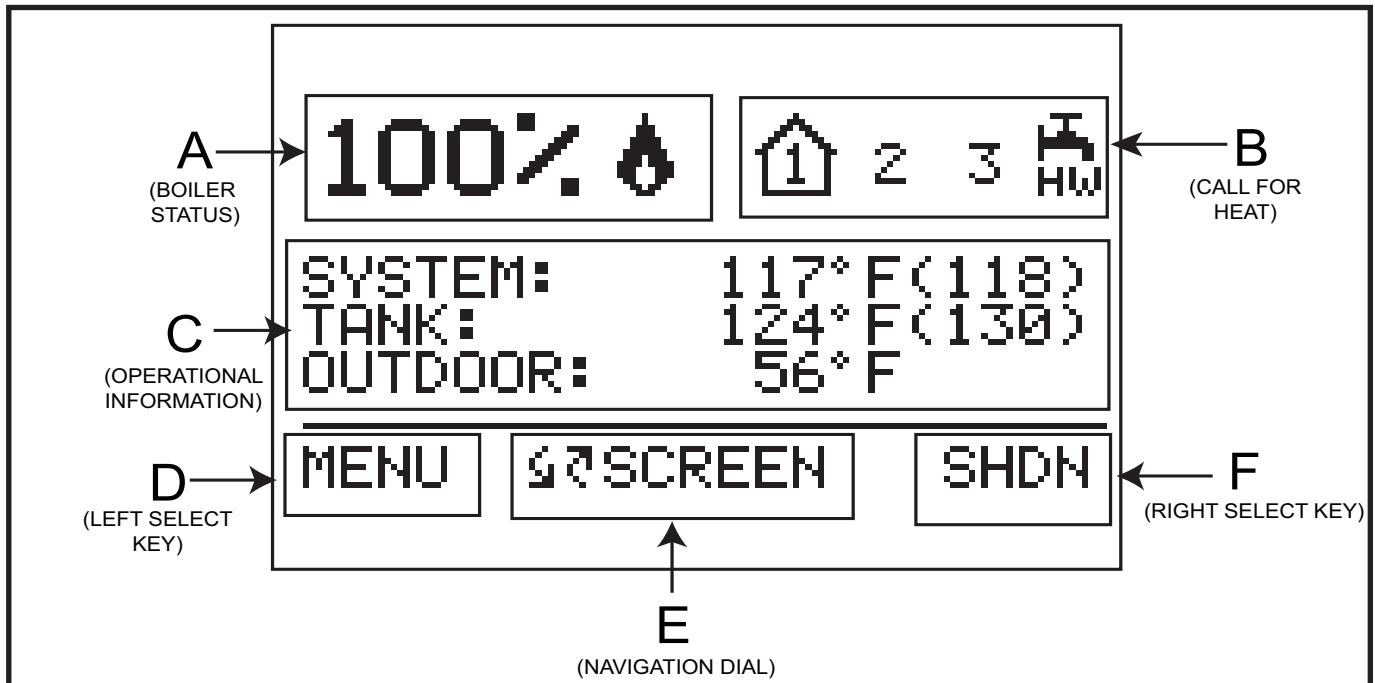 100%
1 2 3 HW
A
(BOILER
STATUS)
B
(CALL FOR
HEAT)
SYSTEM: 117°F(118)
TANK: 124°F(130)
OUTDOOR: 56°F
C
(OPERATIONAL
INFORMATION)
MENU SCREEN SHDN
D
(LEFT SELECT
KEY)
F
(RIGHT SELECT KEY)
E
(NAVIGATION DIAL)